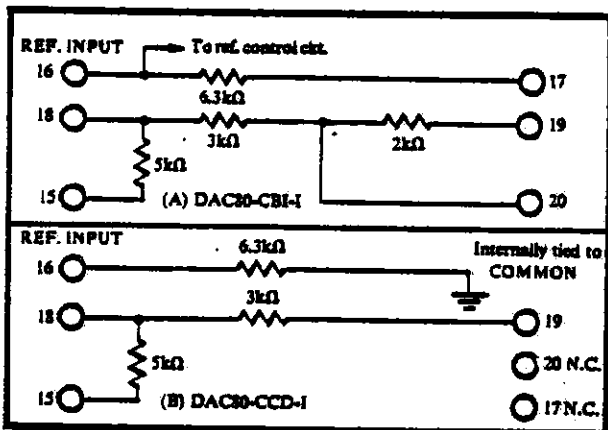 REF. INPUT
To ref. control ckt.
16
17
6.3kΩ
18
19
3kΩ
2kΩ
5kΩ
15
(A) DAC80-CBI-I
20
REF. INPUT
6.3kΩ
Internally tied to
COMMON
16
3kΩ
18
19
5kΩ
20 N.C.
15
(B) DAC80-CCD-I
17 N.C.